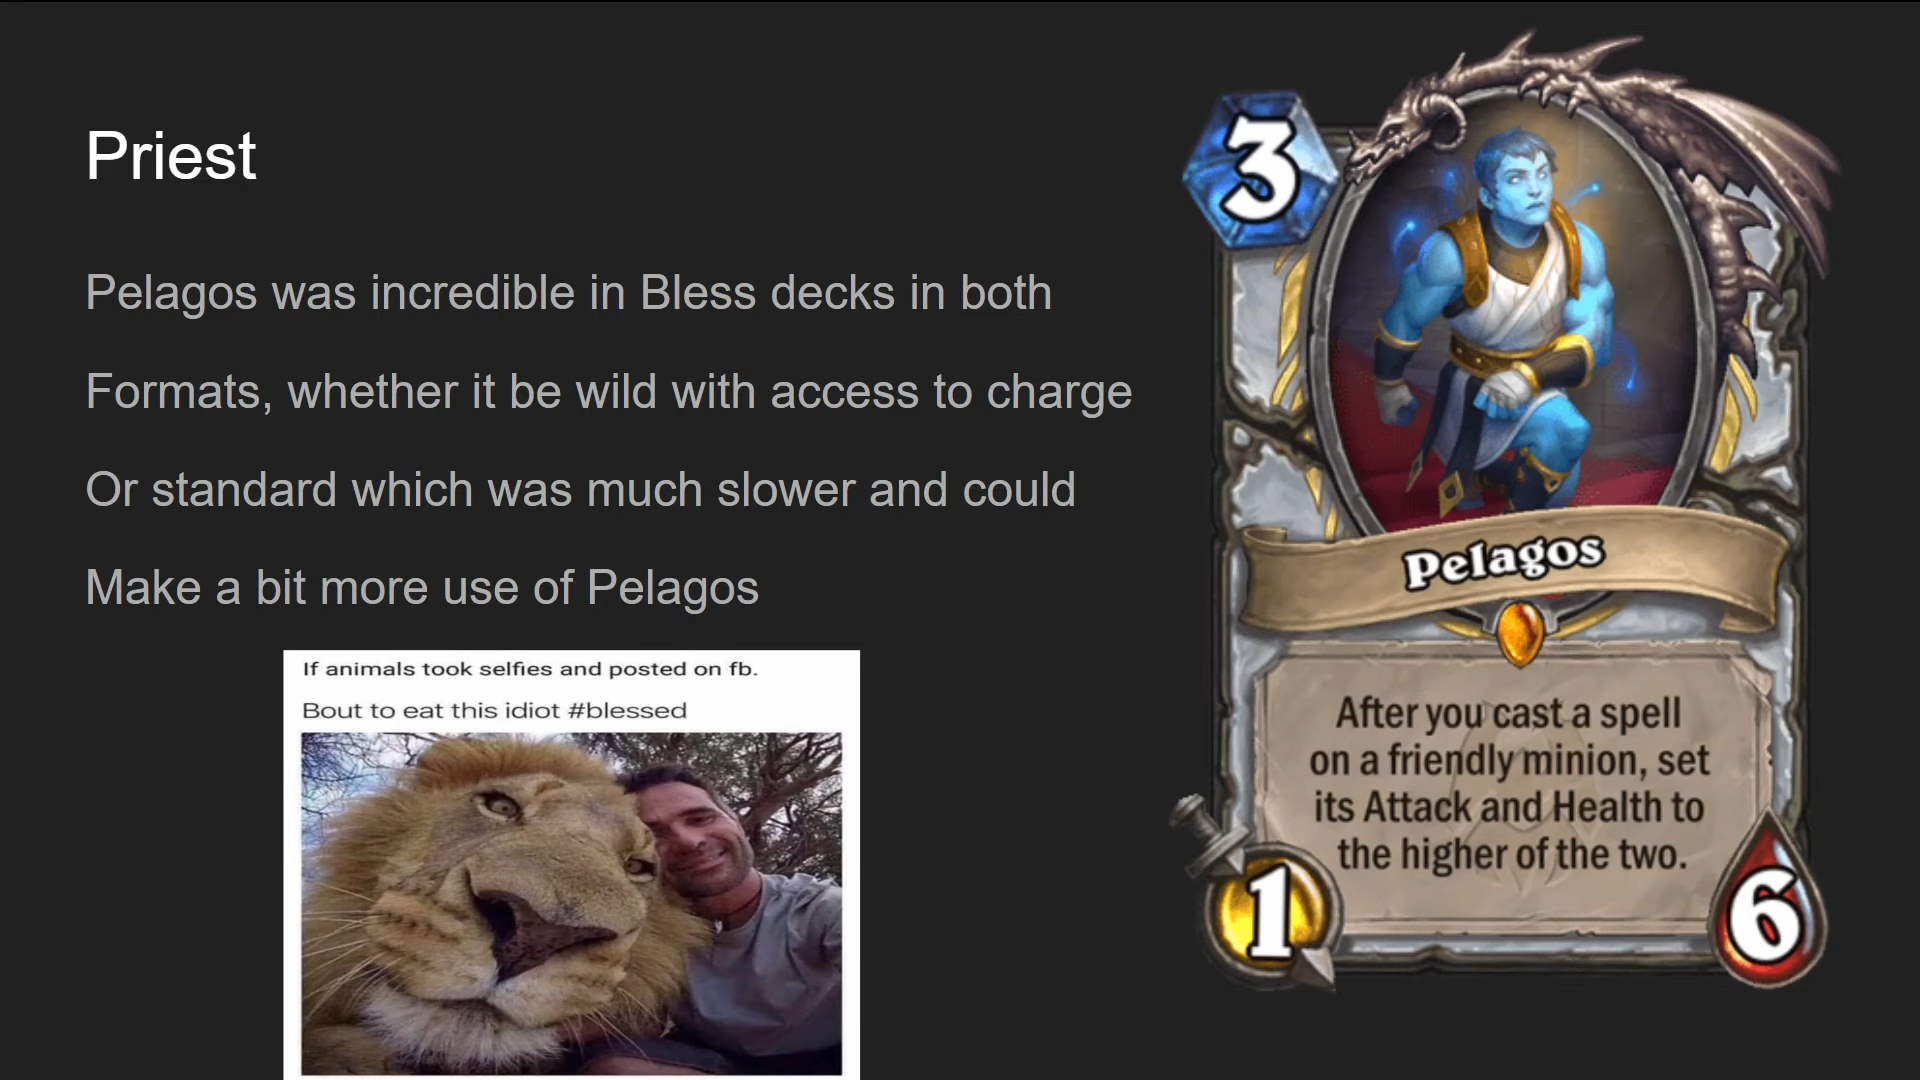 Priest
Pelagos was incredible in Bless decks in both
Formats, whether it be wild with access to charge
Or standard which was much slower and could
Make a bit more use of Pelagos
If animals took selfies and posted on fb.
Bout to eat this idiot #blessed
3
Pelagos
After you cast a spell
on a friendly minion, set
its Attack and Health to
the higher of the two.
1
6